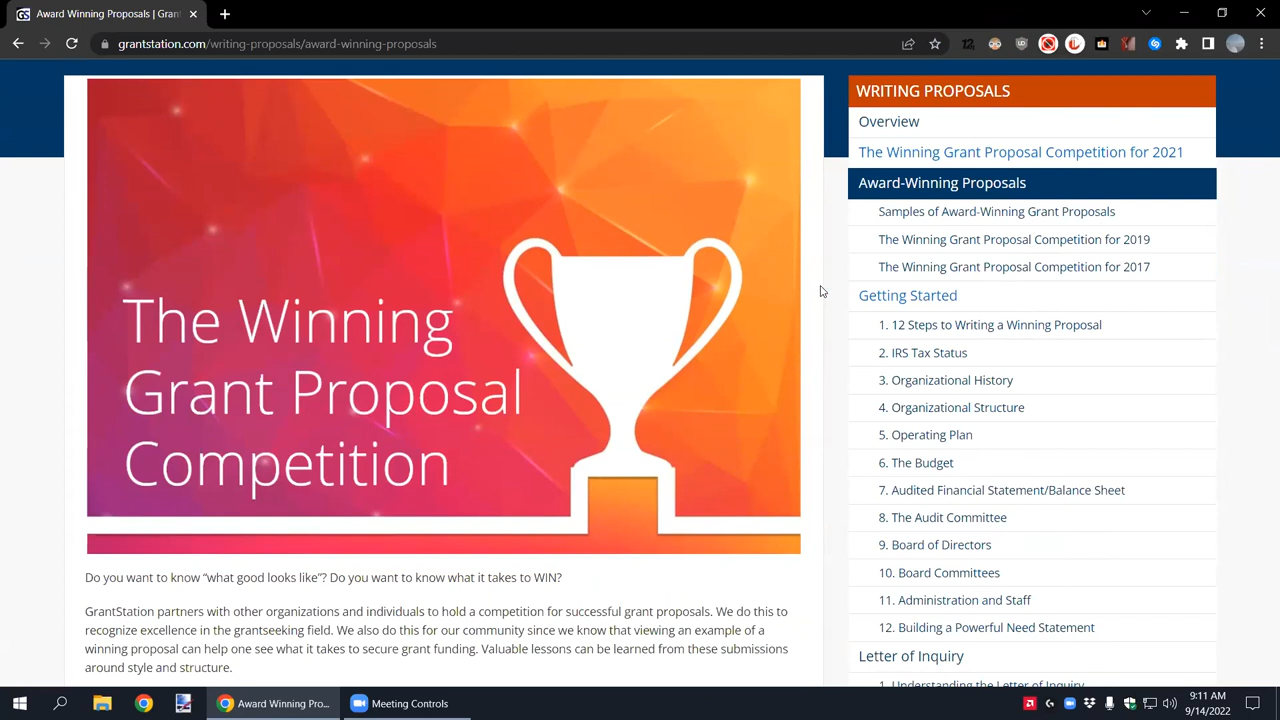 Award Winning Proposals | Grant
grantstation.com/writing-proposals/award-winning-proposals
The Winning
Grant Proposal
Competition
Do you want to know “what good looks like”? Do you want to know what it takes to WIN?
GrantStation partners with other organizations and individuals to hold a competition for successful grant proposals. We do this to
recognize excellence in the grantseeking field. We also do this for our community since we know that viewing an example of a
winning proposal can help one see what it takes to secure grant funding. Valuable lessons can be learned from these submissions
around style and structure.
WRITING PROPOSALS
Overview
The Winning Grant Proposal Competition for 2021
Award-Winning Proposals
Samples of Award-Winning Grant Proposals
The Winning Grant Proposal Competition for 2019
The Winning Grant Proposal Competition for 2017
Getting Started
1. 12 Steps to Writing a Winning Proposal
2. IRS Tax Status
3. Organizational History
4. Organizational Structure
5. Operating Plan
6. The Budget
7. Audited Financial Statement/Balance Sheet
8. The Audit Committee
9. Board of Directors
10. Board Committees
11. Administration and Staff
12. Building a Powerful Need Statement
Letter of Inquiry
1. Understanding the Letter of Inquiry
Award Winning Pro...
Meeting Controls
9:11 AM
9/14/2022